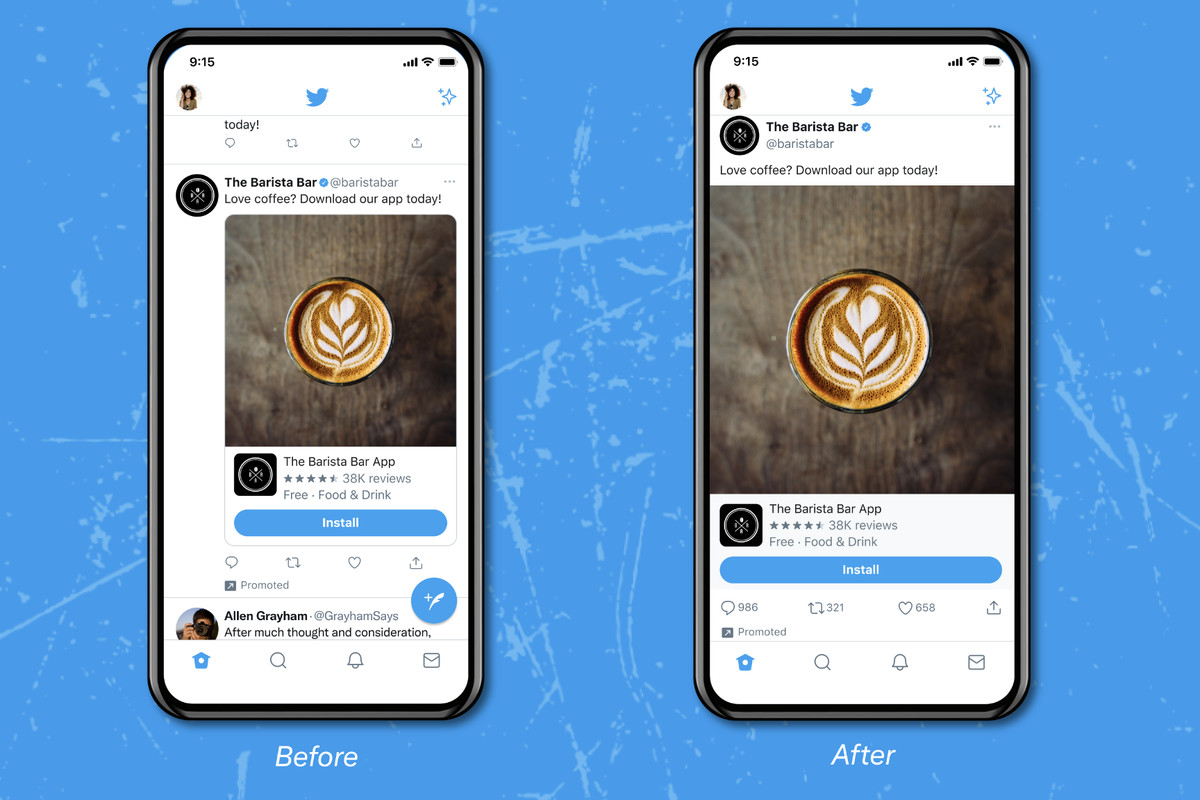 9:15
today!
The Barista Bar @baristabar
Love coffee? Download our app today!
The Barista Bar App
38K reviews
Free · Food & Drink
Install
Promoted
Allen Grayham · @GrayhamSays
After much thought and consideration,
Before
9:15
The Barista Bar
@baristabar
Love coffee? Download our app today!
The Barista Bar App
38K reviews
Free · Food & Drink
Install
986 321 658
Promoted
After